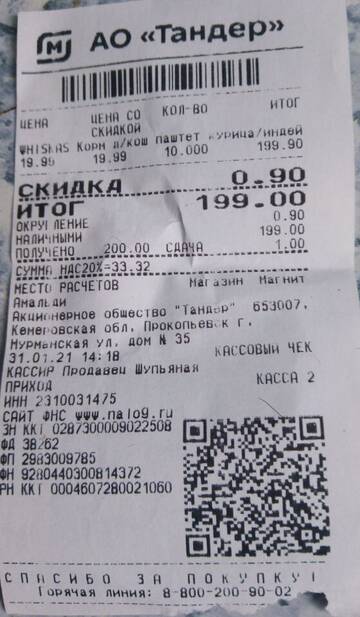 М АО «Тандер»
ЦЕНА ЦЕНА СО СКИДКОЙ КОЛ-ВО ИТОГ
WHISKAS Корм д/кош паштет курица/индей
19.99 19.99 10.000 199.90
СКИДКА 0.90
ИТОГ 199.00
ОКРУГЛЕНИЕ 0.90
НАЛИЧНЫМИ 199.00
ПОЛУЧЕНО 200.00 СДАЧА 1.00
СУММА НДС20%=33.32
МЕСТО РАСЧЕТОВ Магазин Магнит
Амальди
Акционерное общество "Тандер" 653007,
Кемеровская обл, Прокопьевск г,
Мурманская ул, дом N 35
31.01.21 14:18 КАССОВЫЙ ЧЕК
КАССИР Продавец Шупьяная
ПРИХОД КАССА 2
ИНН 2310031475
САЙТ ФНС www.nalog.ru
ЗН ККТ 0287300009022508
ФД 38762
ФП 2983009785
ФН 9280440300814372
РН ККТ 0004607280021060
СПАСИБО ЗА ПОКУПКУ!
Горячая линия: 8-800-200-90-02